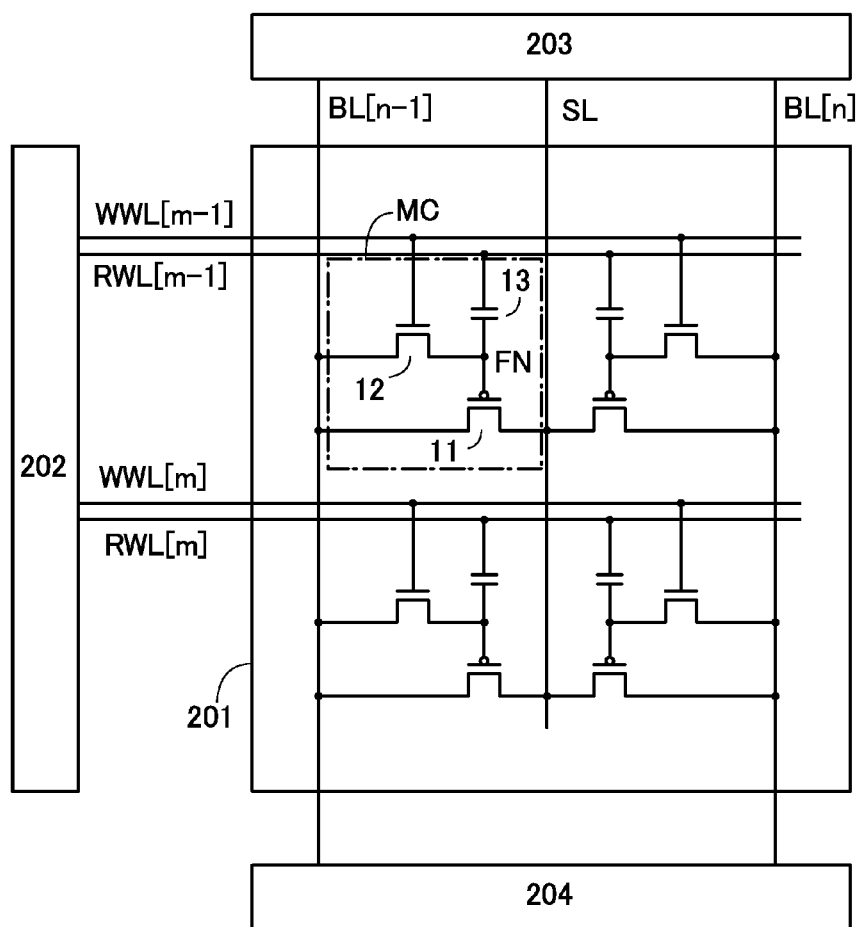 203
BL[n-1]
SL
BL[n]
WWL[m-1]
MC
RWL[m-1]
13
12
FN
11
202
WWL[m]
RWL[m]
201
204